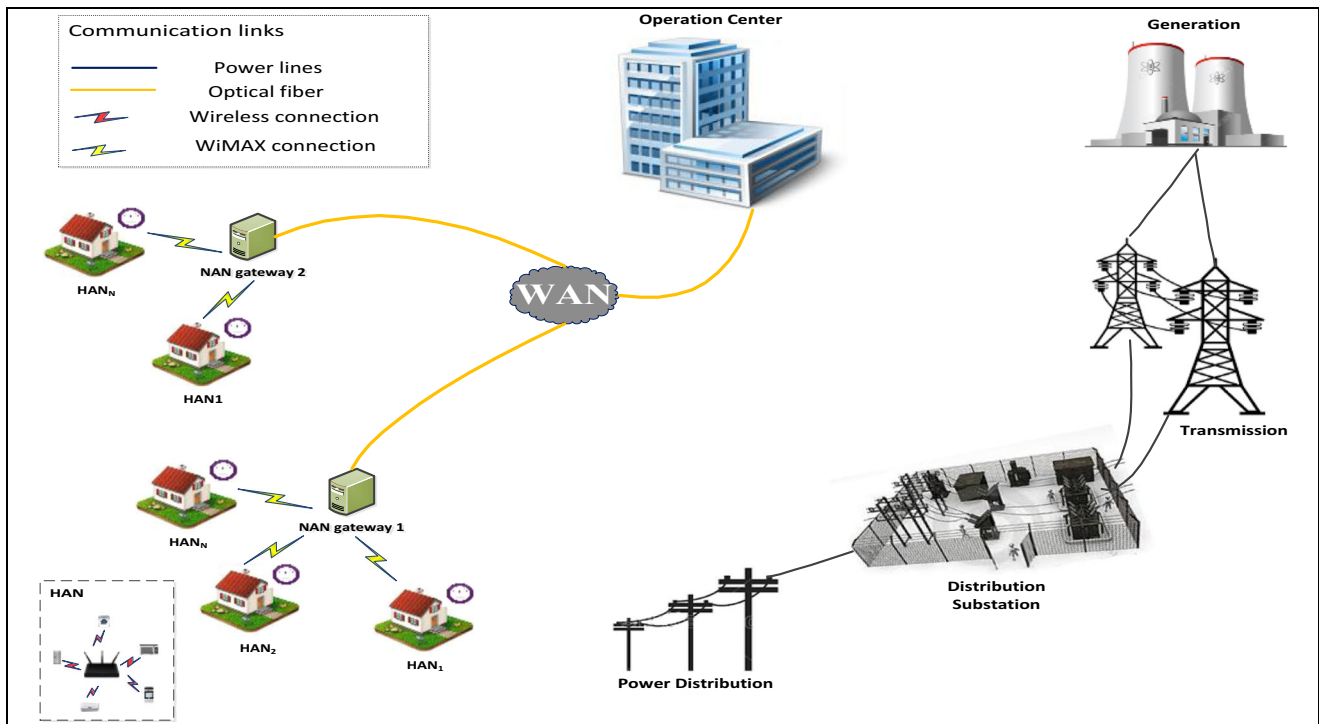 Operation Center
Generation
Communication links
Power lines
Optical fiber
Wireless connection
WiMAX connection
NAN gateway 2
HANN
WAN
HAN1
Transmission
NAN gateway 1
HANN
HAN
HAN2
HAN1
Distribution
Substation
Power Distribution